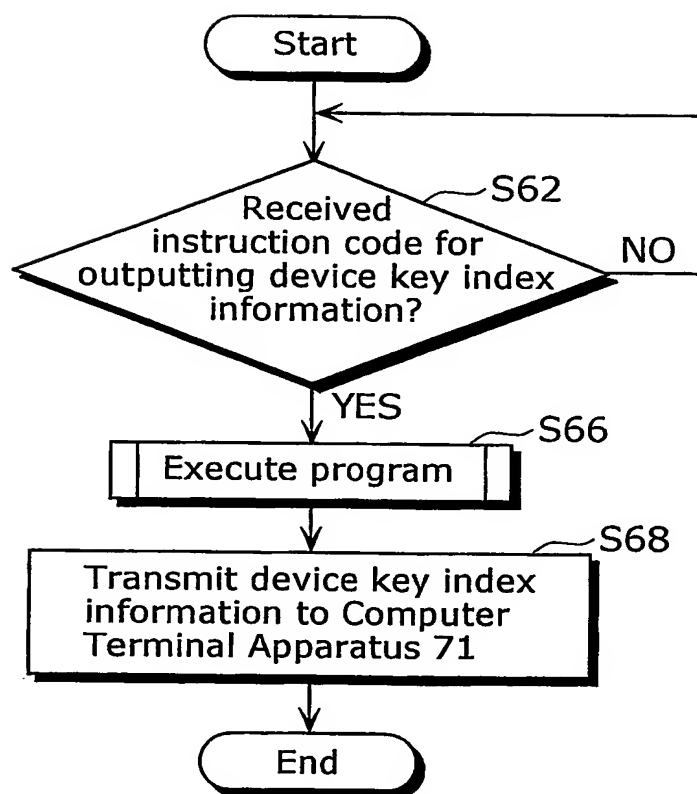 Start
S62
Received
instruction code for
outputting device key index
information?
NO
YES
S66
Execute program
S68
Transmit device key index
information to Computer
Terminal Apparatus 71
End